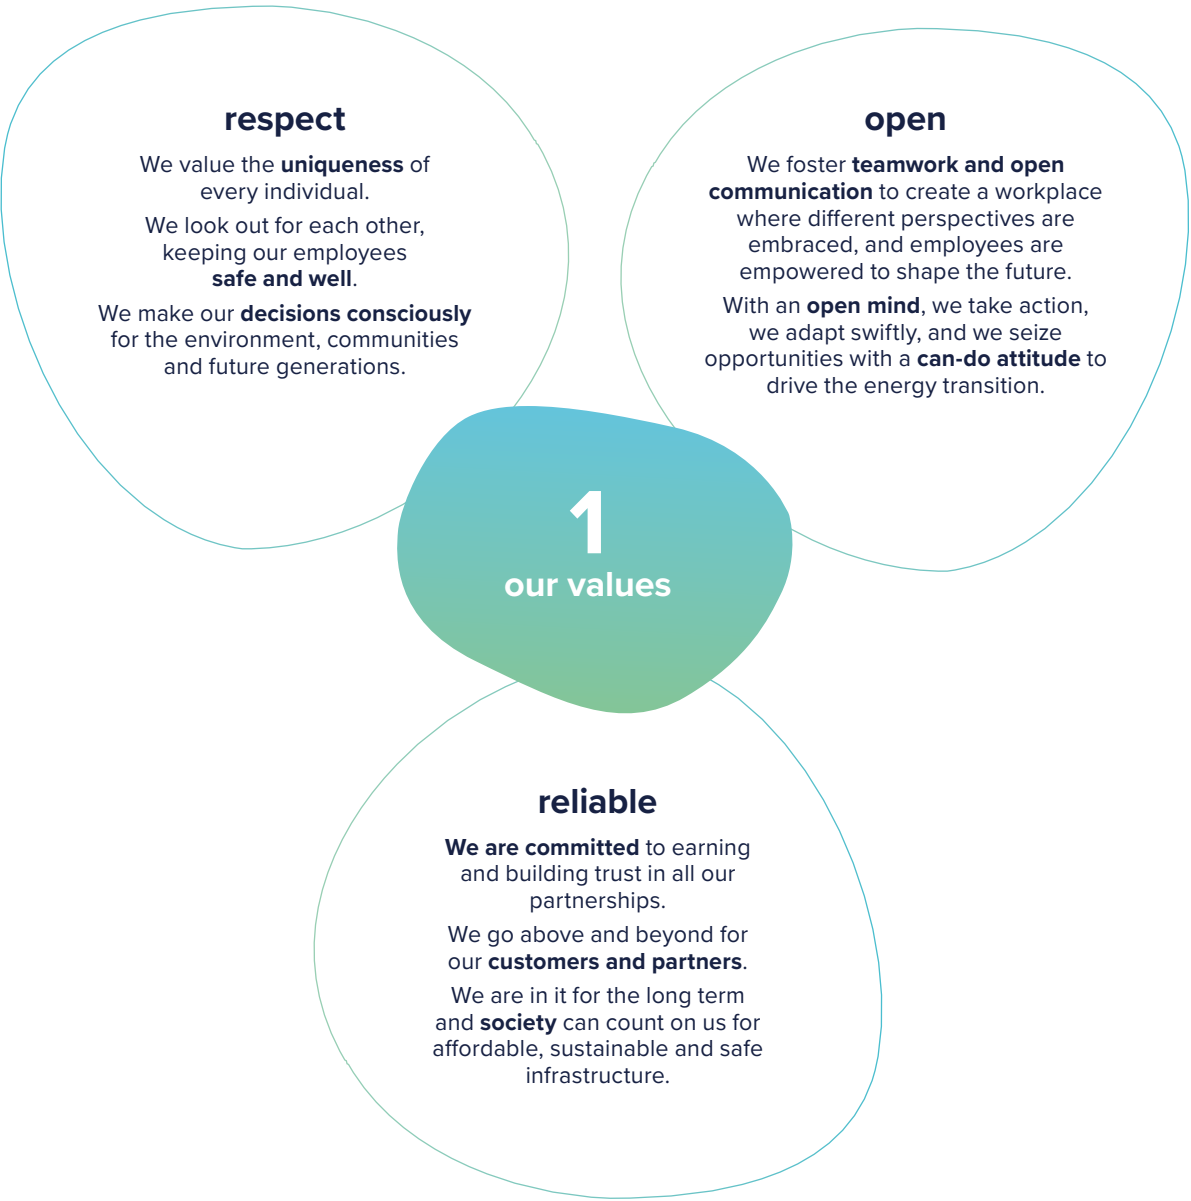 respect
We value the uniqueness of
every individual.
We look out for each other,
keeping our employees
safe and well.
We make our decisions consciously
for the environment, communities
and future generations.
open
We foster teamwork and open
communication to create a workplace
where different perspectives are
embraced, and employees are
empowered to shape the future.
With an open mind, we take action,
we adapt swiftly, and we seize
opportunities with a can-do attitude to
drive the energy transition.
1
our values
reliable
We are committed to earning
and building trust in all our
partnerships.
We go above and beyond for
our customers and partners.
We are in it for the long term
and society can count on us for
affordable, sustainable and safe
infrastructure.